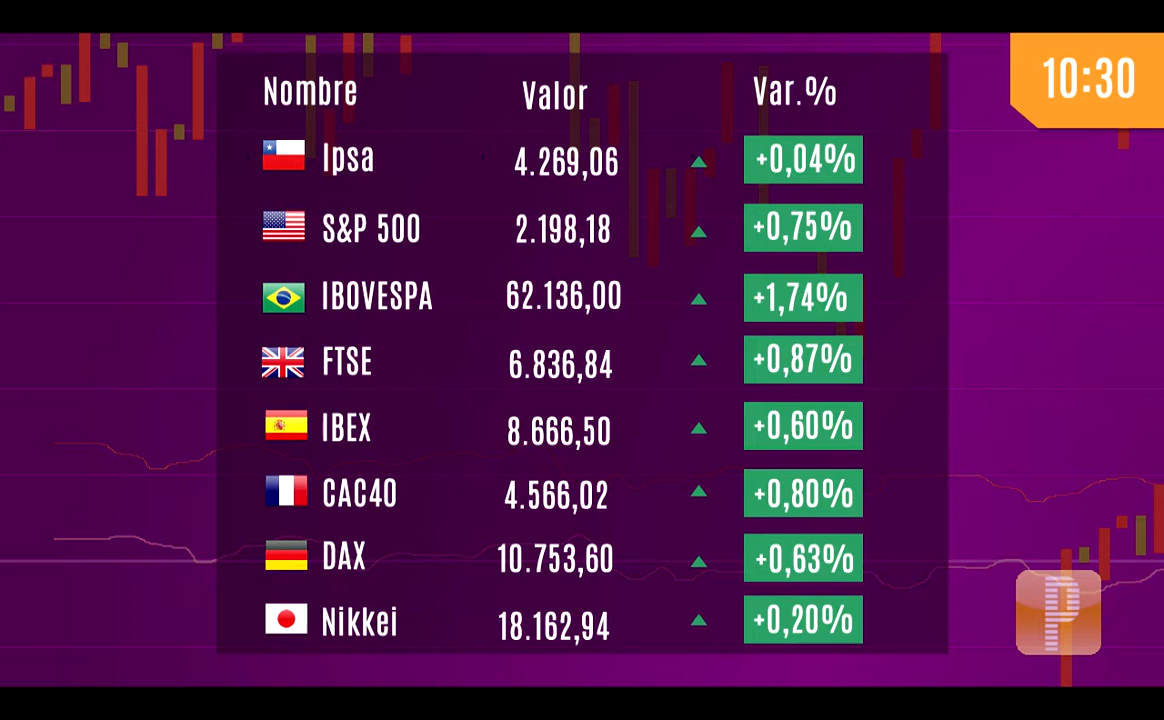 10:30
Nombre Valor Var.%
Ipsa 4.269,06 +0,04%
S&P 500 2.198,18 +0,75%
IBOVESPA 62.136,00 +1,74%
FTSE 6.836,84 +0,87%
IBEX 8.666,50 +0,60%
CAC40 4.566,02 +0,80%
DAX 10.753,60 +0,63%
Nikkei 18.162,94 +0,20%
P